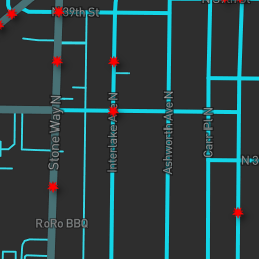 N 39th St
Stone Way N
Interlake Ave N
Ashworth Ave N
Carr Pl N
N 3
RoRo BBQ